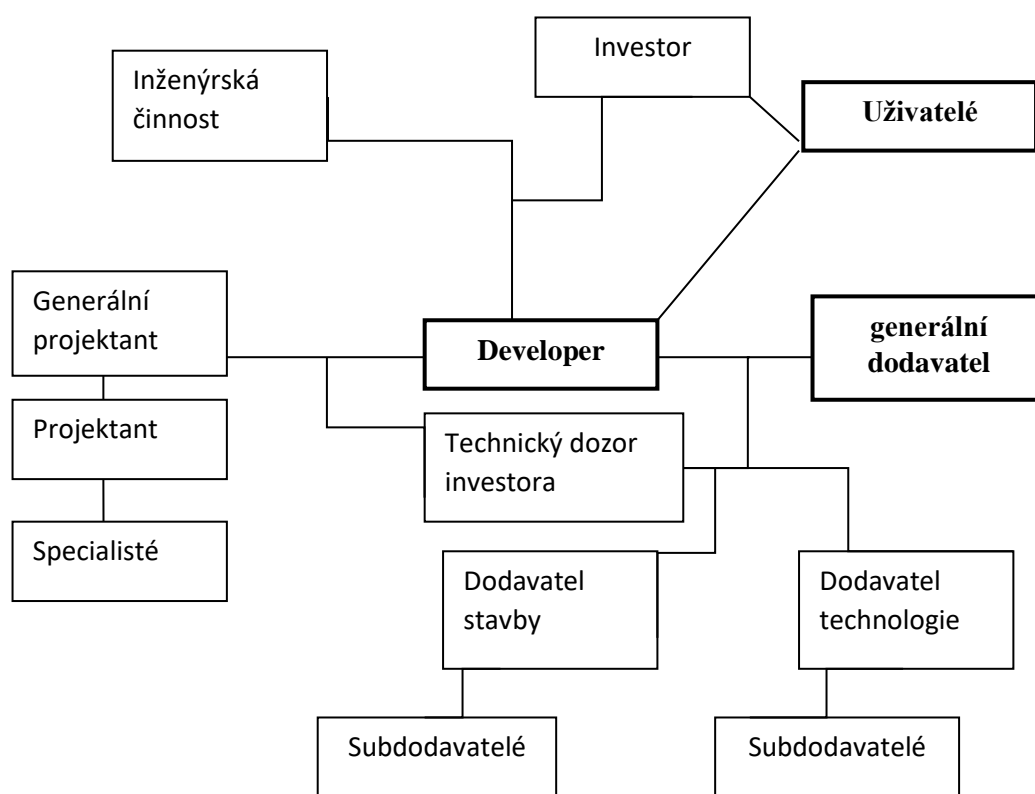 Investor
Inženýrská
činnost
Uživatelé
Generální
projektant
Developer
generální
dodavatel
Projektant
Technický dozor
investora
Specialisté
Dodavatel
stavby
Dodavatel
technologie
Subdodavatelé
Subdodavatelé